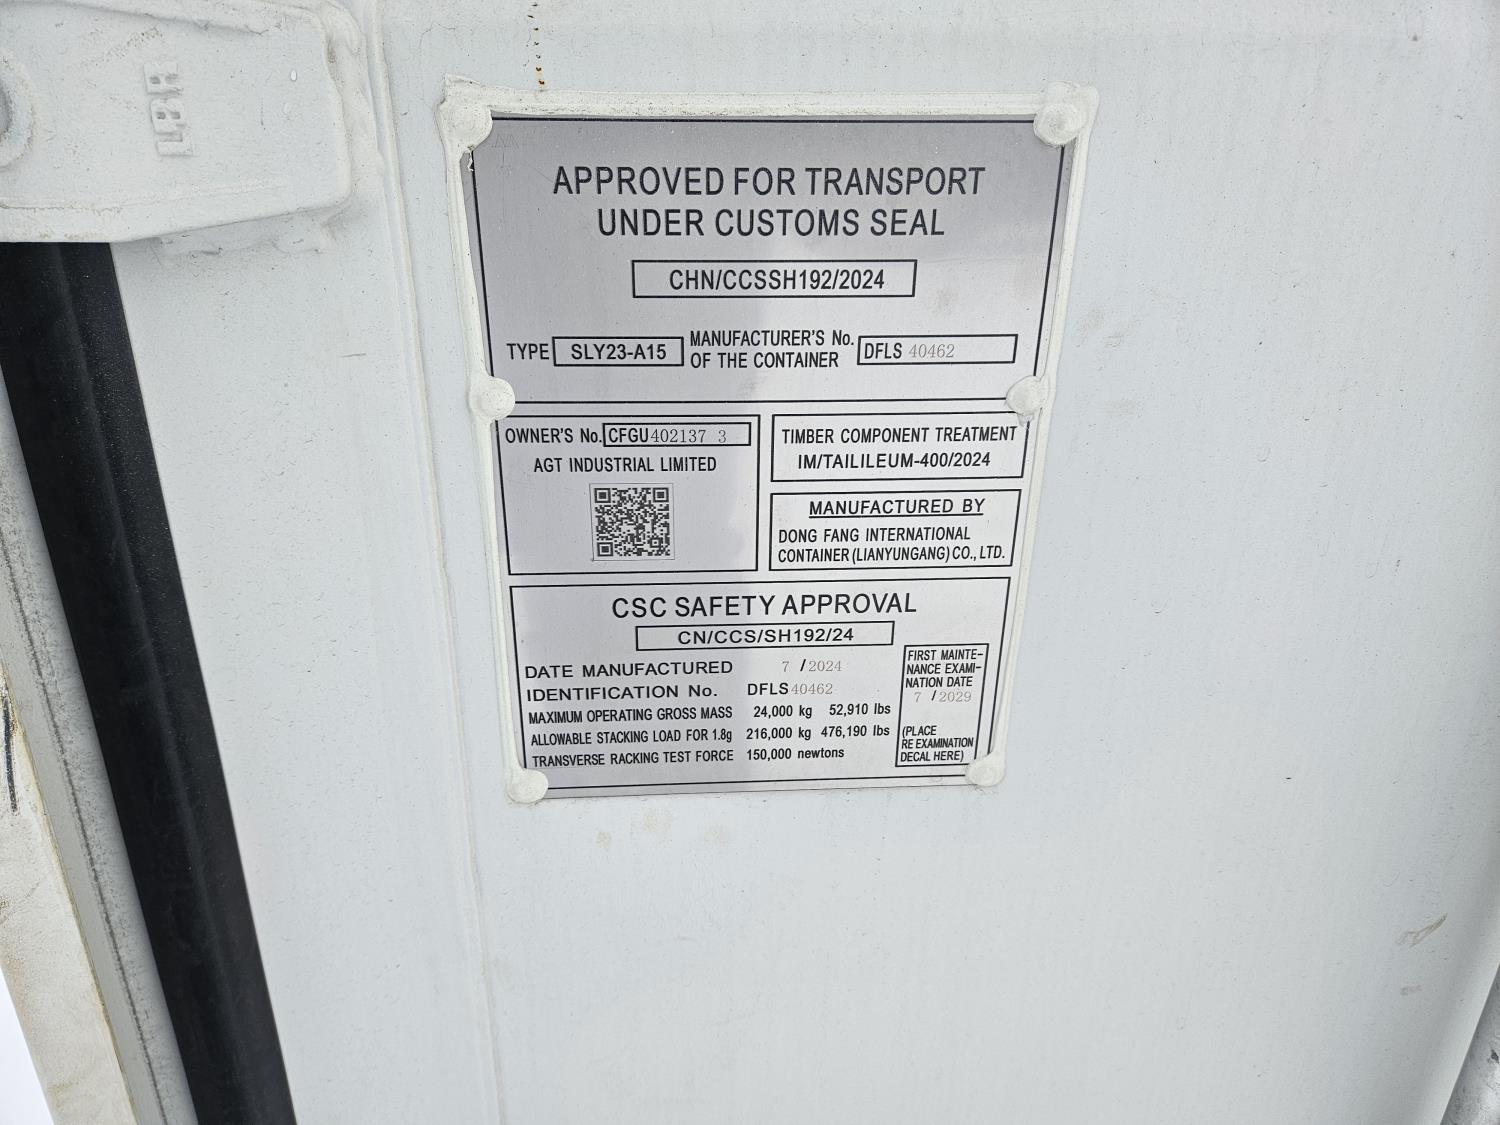 LBR
APPROVED FOR TRANSPORT
UNDER CUSTOMS SEAL
CHN/CCSSH192/2024
TYPE SLY23-A15 MANUFACTURER'S No. OF THE CONTAINER DFLS 40462
OWNER'S No. CFGU 402137 3
AGT INDUSTRIAL LIMITED
TIMBER COMPONENT TREATMENT
IM/TAILILEUM-400/2024
MANUFACTURED BY
DONG FANG INTERNATIONAL
CONTAINER (LIANYUNGANG) CO., LTD.
CSC SAFETY APPROVAL
CN/CCS/SH192/24
DATE MANUFACTURED 7 / 2024
IDENTIFICATION No. DFLS 40462
MAXIMUM OPERATING GROSS MASS 24,000 kg 52,910 lbs
ALLOWABLE STACKING LOAD FOR 1.8g 216,000 kg 476,190 lbs
TRANSVERSE RACKING TEST FORCE 150,000 newtons
FIRST MAINTE-
NANCE EXAMI-
NATION DATE
7 / 2029
(PLACE
RE EXAMINATION
DECAL HERE)